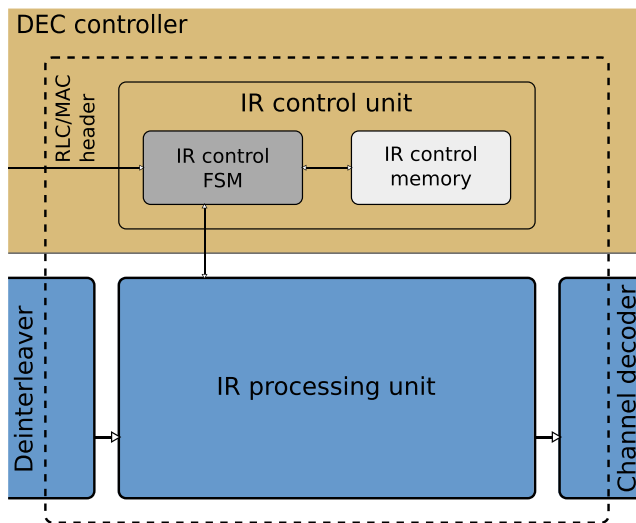 DEC controller
RLC/MAC
header
IR control unit
IR control
FSM
IR control
memory
Deinterleaver
IR processing unit
Channel decoder